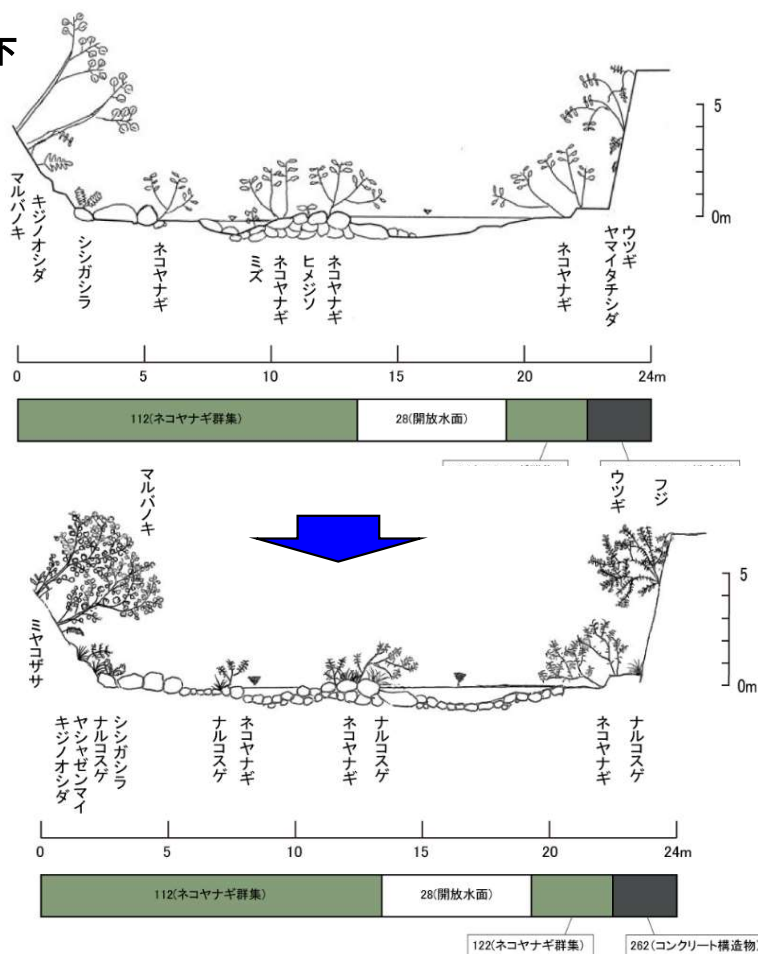 下
5
0m
マルバノキ
キジノオシダ
シシガシラ
ネコヤナギ
ミズ
ネコヤナギ
ヒメジソ
ネコヤナギ
ネコヤナギ
ヤマイタチシダ
ウツギ
0 5 10 15 20 24m
112(ネコヤナギ群集) 28(開放水面)
マルバノキ
ウツギ
フジ
5
0m
ミヤコザサ
キジノオシダ
ヤシャゼンマイ
ナルコスゲ
シシガシラ
ナルコスゲ
ネコヤナギ
ネコヤナギ
ナルコスゲ
ネコヤナギ
ナルコスゲ
0 5 10 15 20 24m
112(ネコヤナギ群集) 28(開放水面)
122(ネコヤナギ群集) 262(コンクリート構造物)